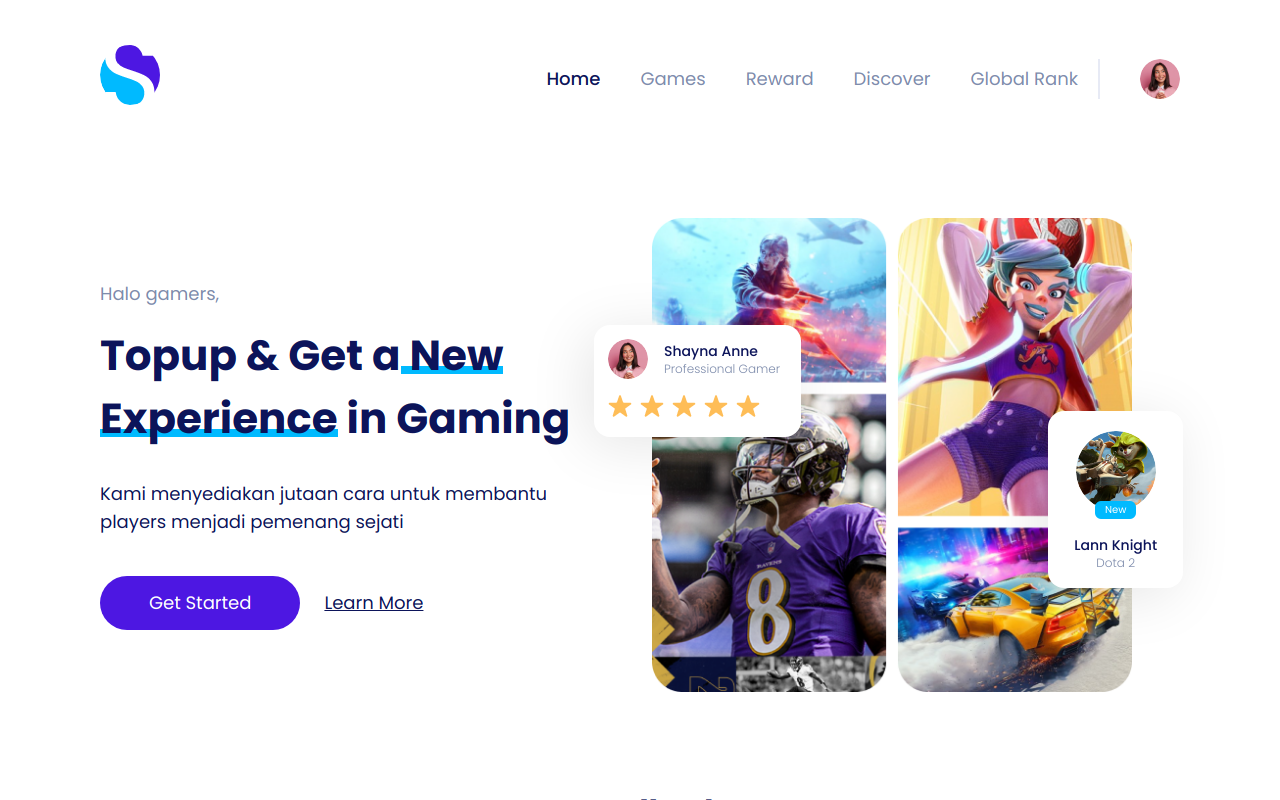 Home Games Reward Discover Global Rank
Halo gamers,
Topup & Get a New
Experience in Gaming
Kami menyediakan jutaan cara untuk membantu
players menjadi pemenang sejati
Get Started Learn More
Shayna Anne
Professional Gamer
RAVENS
8
New
Lann Knight
Dota 2